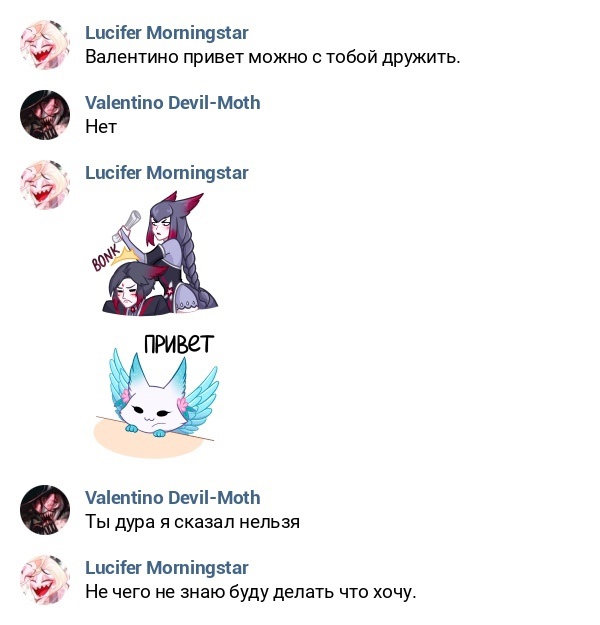 Lucifer Morningstar
Валентино привет можно с тобой дружить.
Valentino Devil-Moth
Нет
Lucifer Morningstar
BONK
ПРИВЕТ
Valentino Devil-Moth
Ты дура я сказал нельзя
Lucifer Morningstar
Не чего не знаю буду делать что хочу.